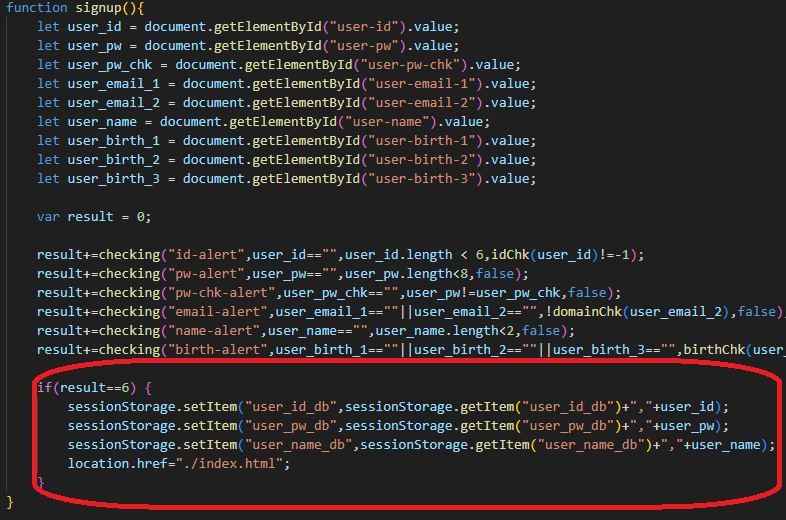 function signup(){
let user_id = document.getElementById("user-id").value;
let user_pw = document.getElementById("user-pw").value;
let user_pw_chk = document.getElementById("user-pw-chk").value;
let user_email_1 = document.getElementById("user-email-1").value;
let user_email_2 = document.getElementById("user-email-2").value;
let user_name = document.getElementById("user-name").value;
let user_birth_1 = document.getElementById("user-birth-1").value;
let user_birth_2 = document.getElementById("user-birth-2").value;
let user_birth_3 = document.getElementById("user-birth-3").value;
var result = 0;
result+=checking("id-alert",user_id=="",user_id.length < 6,idChk(user_id)!=-1);
result+=checking("pw-alert",user_pw=="",user_pw.length<8,false);
result+=checking("pw-chk-alert",user_pw_chk=="",user_pw!=user_pw_chk,false);
result+=checking("email-alert",user_email_1==""||user_email_2=="",!domainChk(user_email_2),false)
result+=checking("name-alert",user_name=="",user_name.length<2,false);
result+=checking("birth-alert",user_birth_1==""||user_birth_2==""||user_birth_3=="",birthChk(user_
if(result==6) {
sessionStorage.setItem("user_id_db",sessionStorage.getItem("user_id_db")+","+user_id);
sessionStorage.setItem("user_pw_db",sessionStorage.getItem("user_pw_db")+","+user_pw);
sessionStorage.setItem("user_name_db",sessionStorage.getItem("user_name_db")+","+user_name);
location.href="./index.html";
}
}